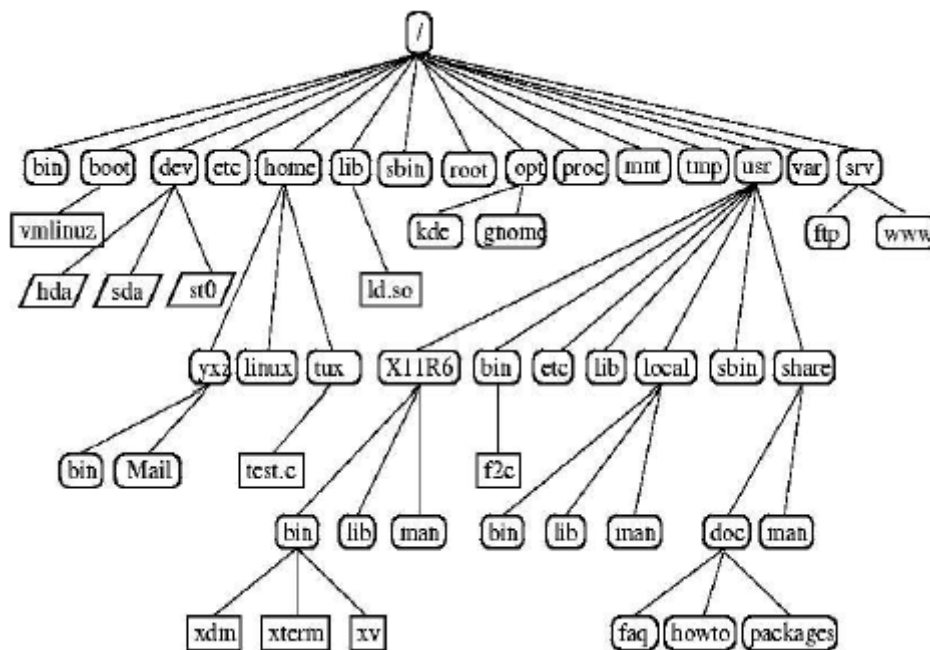 /
bin boot dev etc home lib sbin root opt proc mnt tmp usr var srv
vmlinuz kde gnome ftp www
hda sda st0 ld.so
yxz linux tux X11R6 bin etc lib local sbin share
bin Mail test.c f2c
bin lib man bin lib man doc man
xdm xterm xv faq howto packages